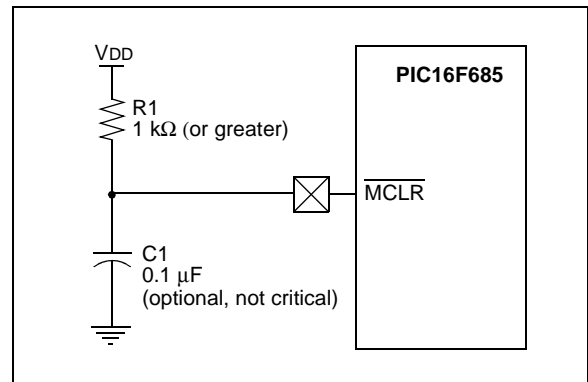 VDD
PIC16F685
R1
1 kΩ (or greater)
MCLR
C1
0.1 μF
(optional, not critical)